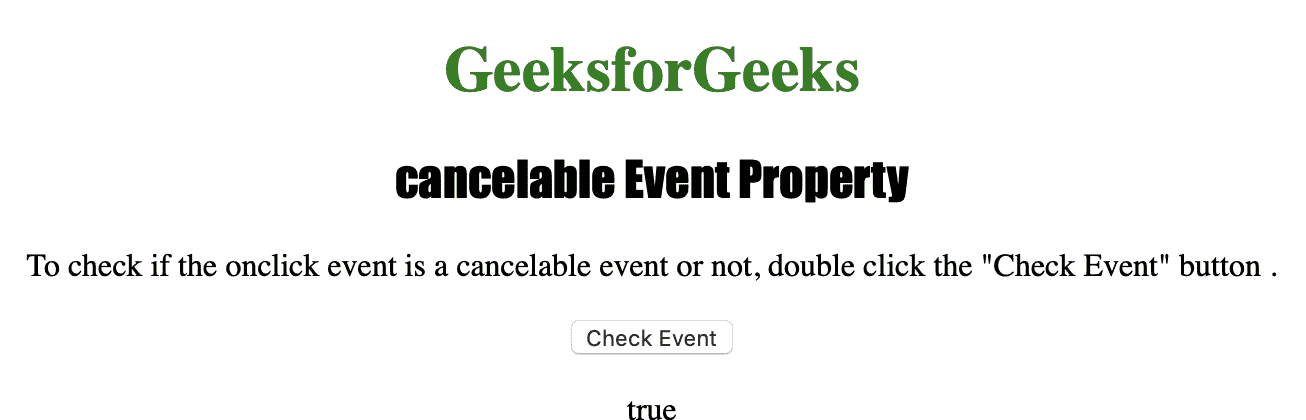 GeeksforGeeks
cancelable Event Property
To check if the onclick event is a cancelable event or not, double click the "Check Event" button .
Check Event
true